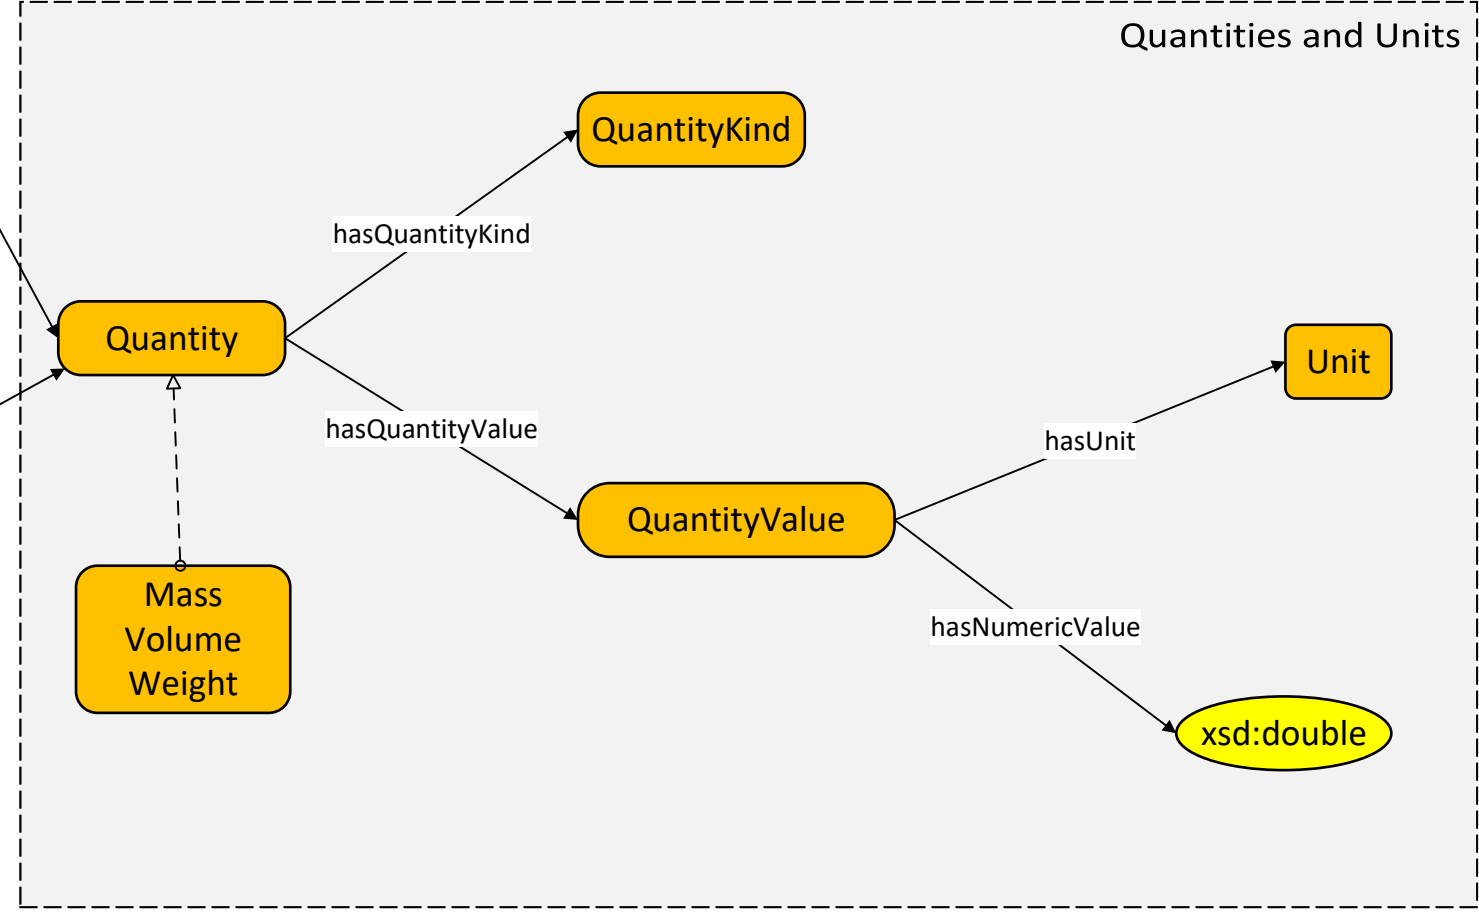 Quantities and Units
QuantityKind
hasQuantityKind
Quantity
Unit
hasQuantityValue
hasUnit
QuantityValue
Mass
Volume
Weight
hasNumericValue
xsd:double